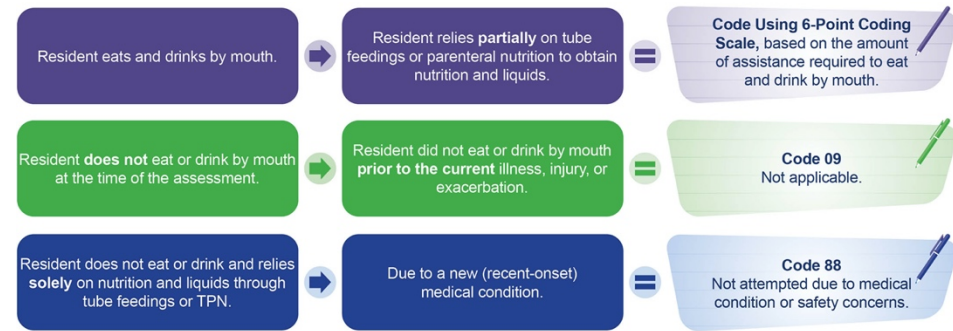 Resident eats and drinks by mouth.
Resident relies partially on tube
feedings or parenteral nutrition to obtain
nutrition and liquids.
Code Using 6-Point Coding
Scale, based on the amount
of assistance required to eat
and drink by mouth.
Resident does not eat or drink by mouth
at the time of the assessment.
Resident did not eat or drink by mouth
prior to the current illness, injury, or
exacerbation.
Code 09
Not applicable.
Resident does not eat or drink and relies
solely on nutrition and liquids through
tube feedings or TPN.
Due to a new (recent-onset)
medical condition.
Code 88
Not attempted due to medical
condition or safety concerns.